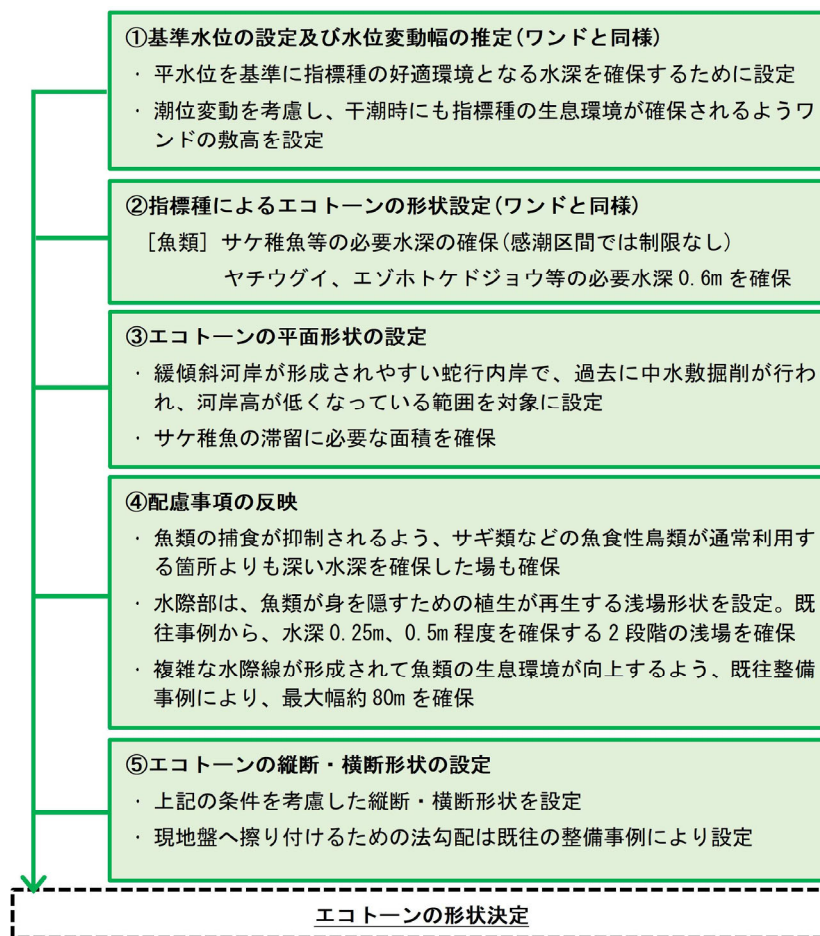 ①基準水位の設定及び水位変動幅の推定(ワンドと同様)
・平水位を基準に指標種の好適環境となる水深を確保するために設定
・潮位変動を考慮し、干潮時にも指標種の生息環境が確保されるようワ
ンドの敷高を設定
②指標種によるエコトーンの形状設定(ワンドと同様)
[魚類] サケ稚魚等の必要水深の確保(感潮区間では制限なし)
ヤチウグイ、エゾホトケドジョウ等の必要水深0.6mを確保
③エコトーンの平面形状の設定
・緩傾斜河岸が形成されやすい蛇行内岸で、過去に中水敷掘削が行わ
れ、河岸高が低くなっている範囲を対象に設定
・サケ稚魚の滞留に必要な面積を確保
④配慮事項の反映
・魚類の捕食が抑制されるよう、サギ類などの魚食性鳥類が通常利用す
る箇所よりも深い水深を確保した場も確保
・水際部は、魚類が身を隠すための植生が再生する浅場形状を設定。既
往事例から、水深0.25m、0.5m程度を確保する2段階の浅場を確保
・複雑な水際線が形成されて魚類の生息環境が向上するよう、既往整備
事例により、最大幅約80mを確保
⑤エコトーンの縦断・横断形状の設定
・上記の条件を考慮した縦断・横断形状を設定
・現地盤へ擦り付けるための法勾配は既往の整備事例により設定
エコトーンの形状決定